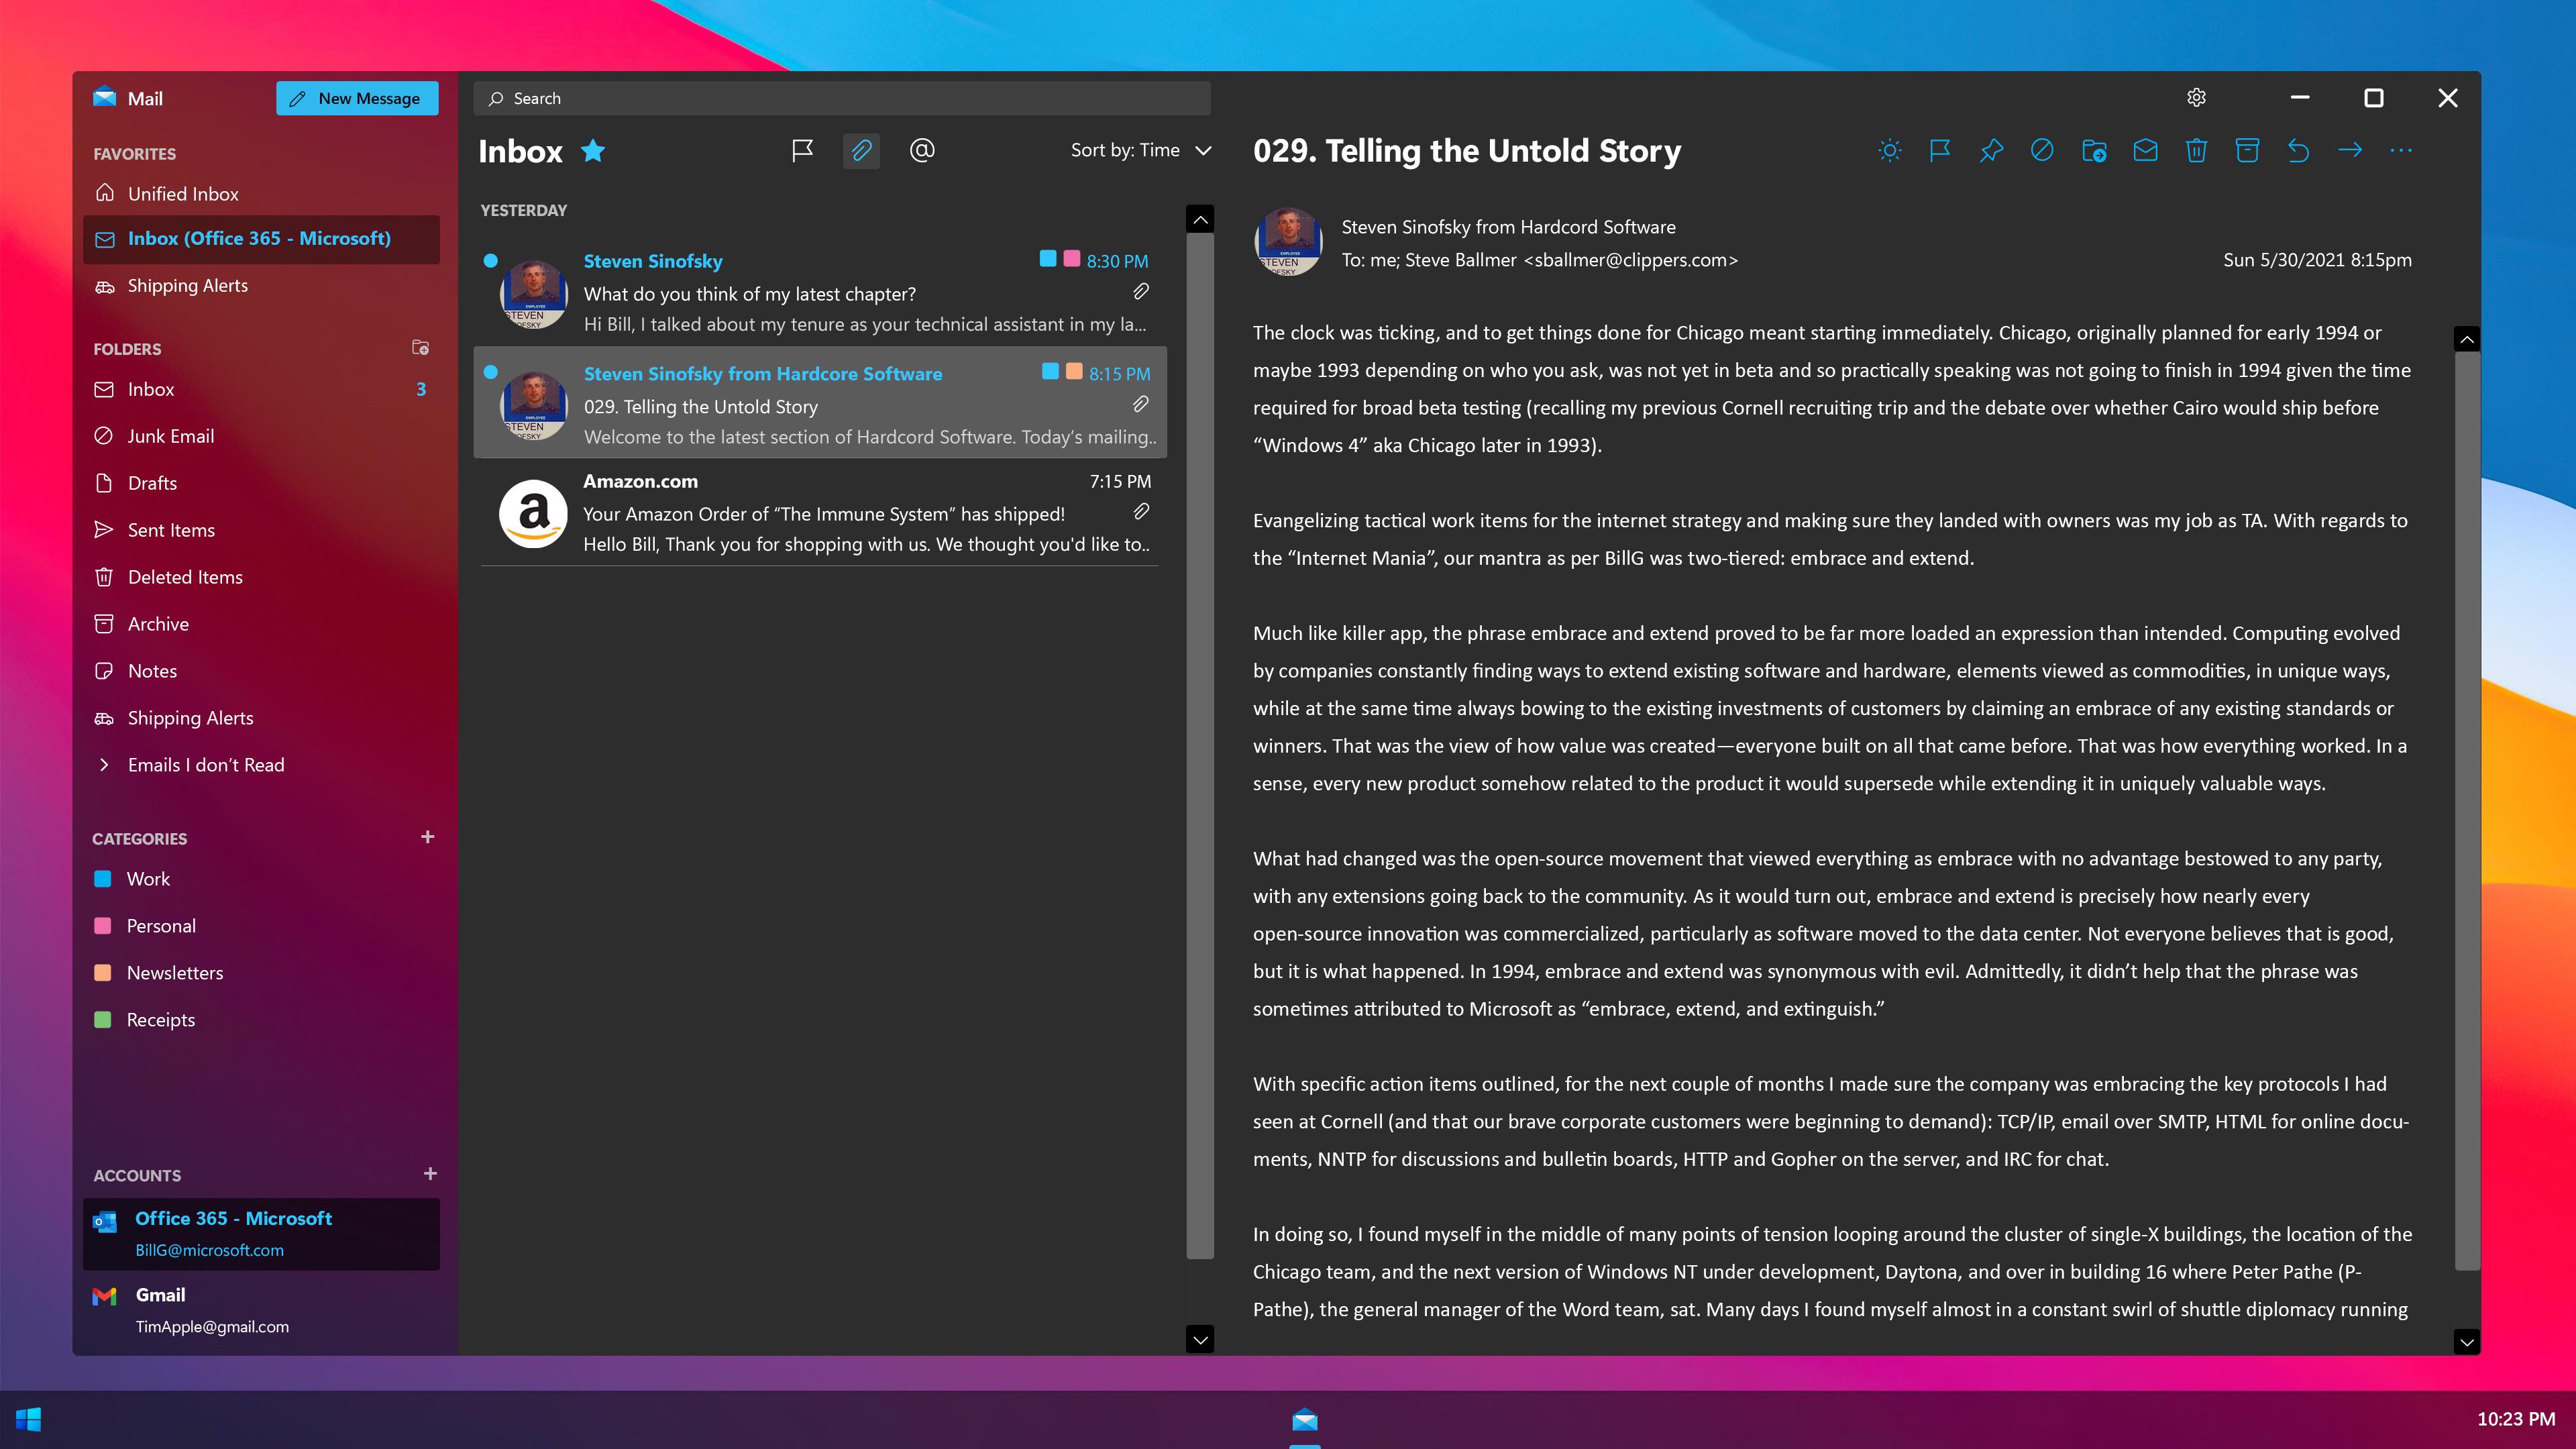 Mail
New Message
FAVORITES
Unified Inbox
Inbox (Office 365 - Microsoft)
Shipping Alerts
FOLDERS
Inbox 3
Junk Email
Drafts
Sent Items
Deleted Items
Archive
Notes
Shipping Alerts
Emails I don’t Read
CATEGORIES +
Work
Personal
Newsletters
Receipts
ACCOUNTS +
Office 365 - Microsoft
BillG@microsoft.com
Gmail
TimApple@gmail.com
Search
Inbox
Sort by: Time
YESTERDAY
Steven Sinofsky 8:30 PM
What do you think of my latest chapter?
Hi Bill, I talked about my tenure as your technical assistant in my la...
EMPLOYEE
STEVEN
OFSKY
Steven Sinofsky from Hardcore Software 8:15 PM
029. Telling the Untold Story
Welcome to the latest section of Hardcord Software. Today’s mailing..
EMPLOYEE
STEVEN
OFSKY
Amazon.com 7:15 PM
Your Amazon Order of “The Immune System” has shipped!
Hello Bill, Thank you for shopping with us. We thought you'd like to..
a
029. Telling the Untold Story
STEVEN
OFSKY
Steven Sinofsky from Hardcord Software
To: me; Steve Ballmer <sballmer@clippers.com>
Sun 5/30/2021 8:15pm
The clock was ticking, and to get things done for Chicago meant starting immediately. Chicago, originally planned for early 1994 or
maybe 1993 depending on who you ask, was not yet in beta and so practically speaking was not going to finish in 1994 given the time
required for broad beta testing (recalling my previous Cornell recruiting trip and the debate over whether Cairo would ship before
“Windows 4” aka Chicago later in 1993).
Evangelizing tactical work items for the internet strategy and making sure they landed with owners was my job as TA. With regards to
the “Internet Mania”, our mantra as per BillG was two-tiered: embrace and extend.
Much like killer app, the phrase embrace and extend proved to be far more loaded an expression than intended. Computing evolved
by companies constantly finding ways to extend existing software and hardware, elements viewed as commodities, in unique ways,
while at the same time always bowing to the existing investments of customers by claiming an embrace of any existing standards or
winners. That was the view of how value was created—everyone built on all that came before. That was how everything worked. In a
sense, every new product somehow related to the product it would supersede while extending it in uniquely valuable ways.
What had changed was the open-source movement that viewed everything as embrace with no advantage bestowed to any party,
with any extensions going back to the community. As it would turn out, embrace and extend is precisely how nearly every
open-source innovation was commercialized, particularly as software moved to the data center. Not everyone believes that is good,
but it is what happened. In 1994, embrace and extend was synonymous with evil. Admittedly, it didn’t help that the phrase was
sometimes attributed to Microsoft as “embrace, extend, and extinguish.”
With specific action items outlined, for the next couple of months I made sure the company was embracing the key protocols I had
seen at Cornell (and that our brave corporate customers were beginning to demand): TCP/IP, email over SMTP, HTML for online docu-
ments, NNTP for discussions and bulletin boards, HTTP and Gopher on the server, and IRC for chat.
In doing so, I found myself in the middle of many points of tension looping around the cluster of single-X buildings, the location of the
Chicago team, and the next version of Windows NT under development, Daytona, and over in building 16 where Peter Pathe (P-
Pathe), the general manager of the Word team, sat. Many days I found myself almost in a constant swirl of shuttle diplomacy running
10:23 PM